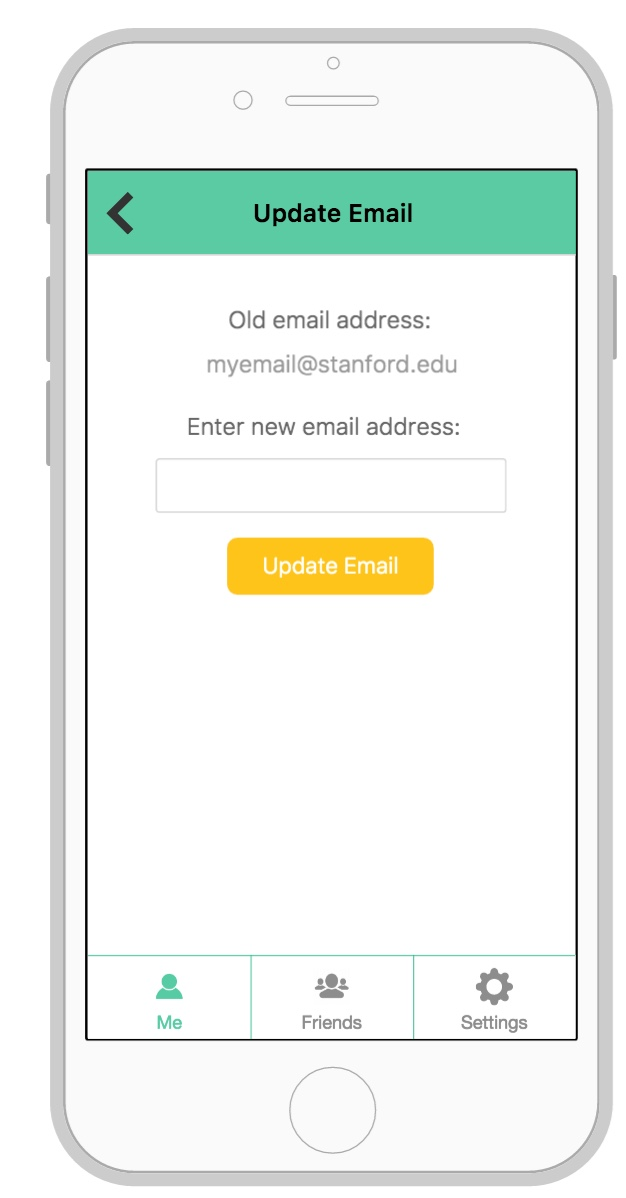 Update Email
Old email address:
myemail@stanford.edu
Enter new email address:
Update Email
Me
Friends
Settings